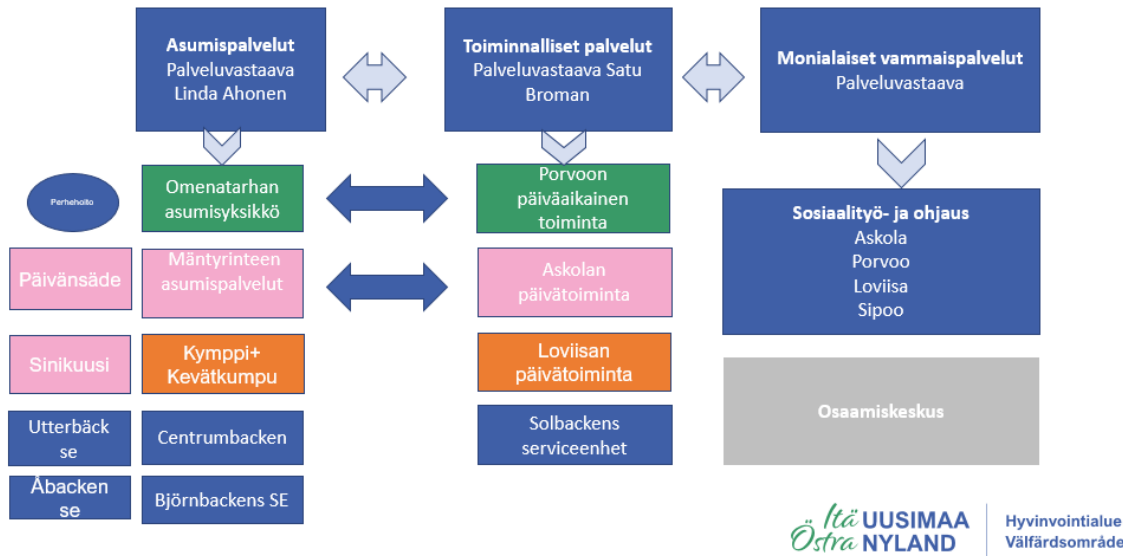 Asumispalvelut
Palveluvastaava
Linda Ahonen
Toiminnalliset palvelut
Palveluvastaava Satu
Broman
Monialaiset vammaispalvelut
Palveluvastaava
Perhehoito
Omenatarhan
asumisyksikkö
Porvoon
päiväaikainen
toiminta
Sosiaalityö- ja ohjaus
Askola
Porvoo
Loviisa
Sipoo
Päivänsäde
Mäntyrinteen
asumispalvelut
Askolan
päivätoiminta
Sinikuusi
Kymppi+
Kevätkumpu
Loviisan
päivätoiminta
Osaamiskeskus
Utterbäck
se
Centrumbacken
Solbackens
serviceenhet
Åbacken
se
Björnbackens SE
Itä UUSIMAA
Östra NYLAND
Hyvinvointialue
Välfärdsområde